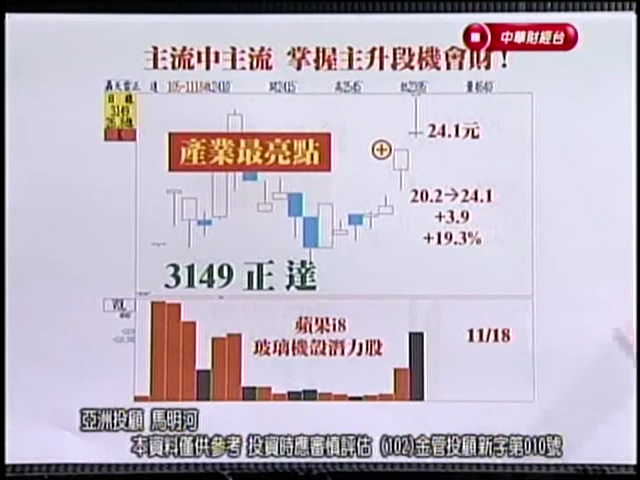 中華財經台
主流中主流 掌握主升段機會財！
日線
3149
產業最亮點
24.1元
20.2→24.1
+3.9
+19.3%
3149 正達
VOL
蘋果i8
玻璃機殼潛力股
11/18
亞洲投顧 馬明河
本資料僅供參考 投資時應審慎評估 (102)金管投顧新字第010號